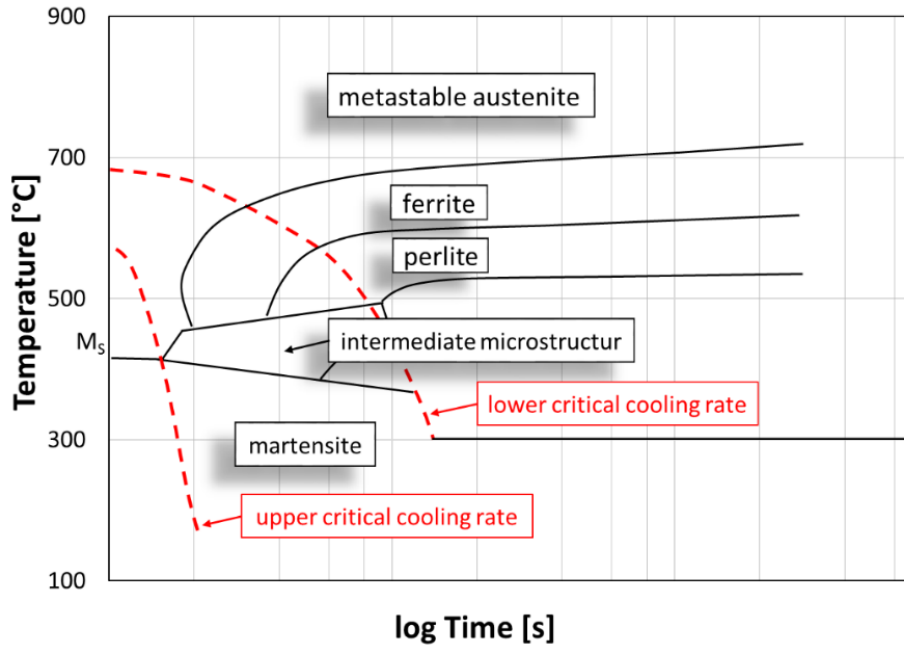 900
metastable austenite
700
ferrite
perlite
500
Temperature [°C]
Ms
intermediate microstructur
lower critical cooling rate
300
martensite
upper critical cooling rate
100
log Time [s]